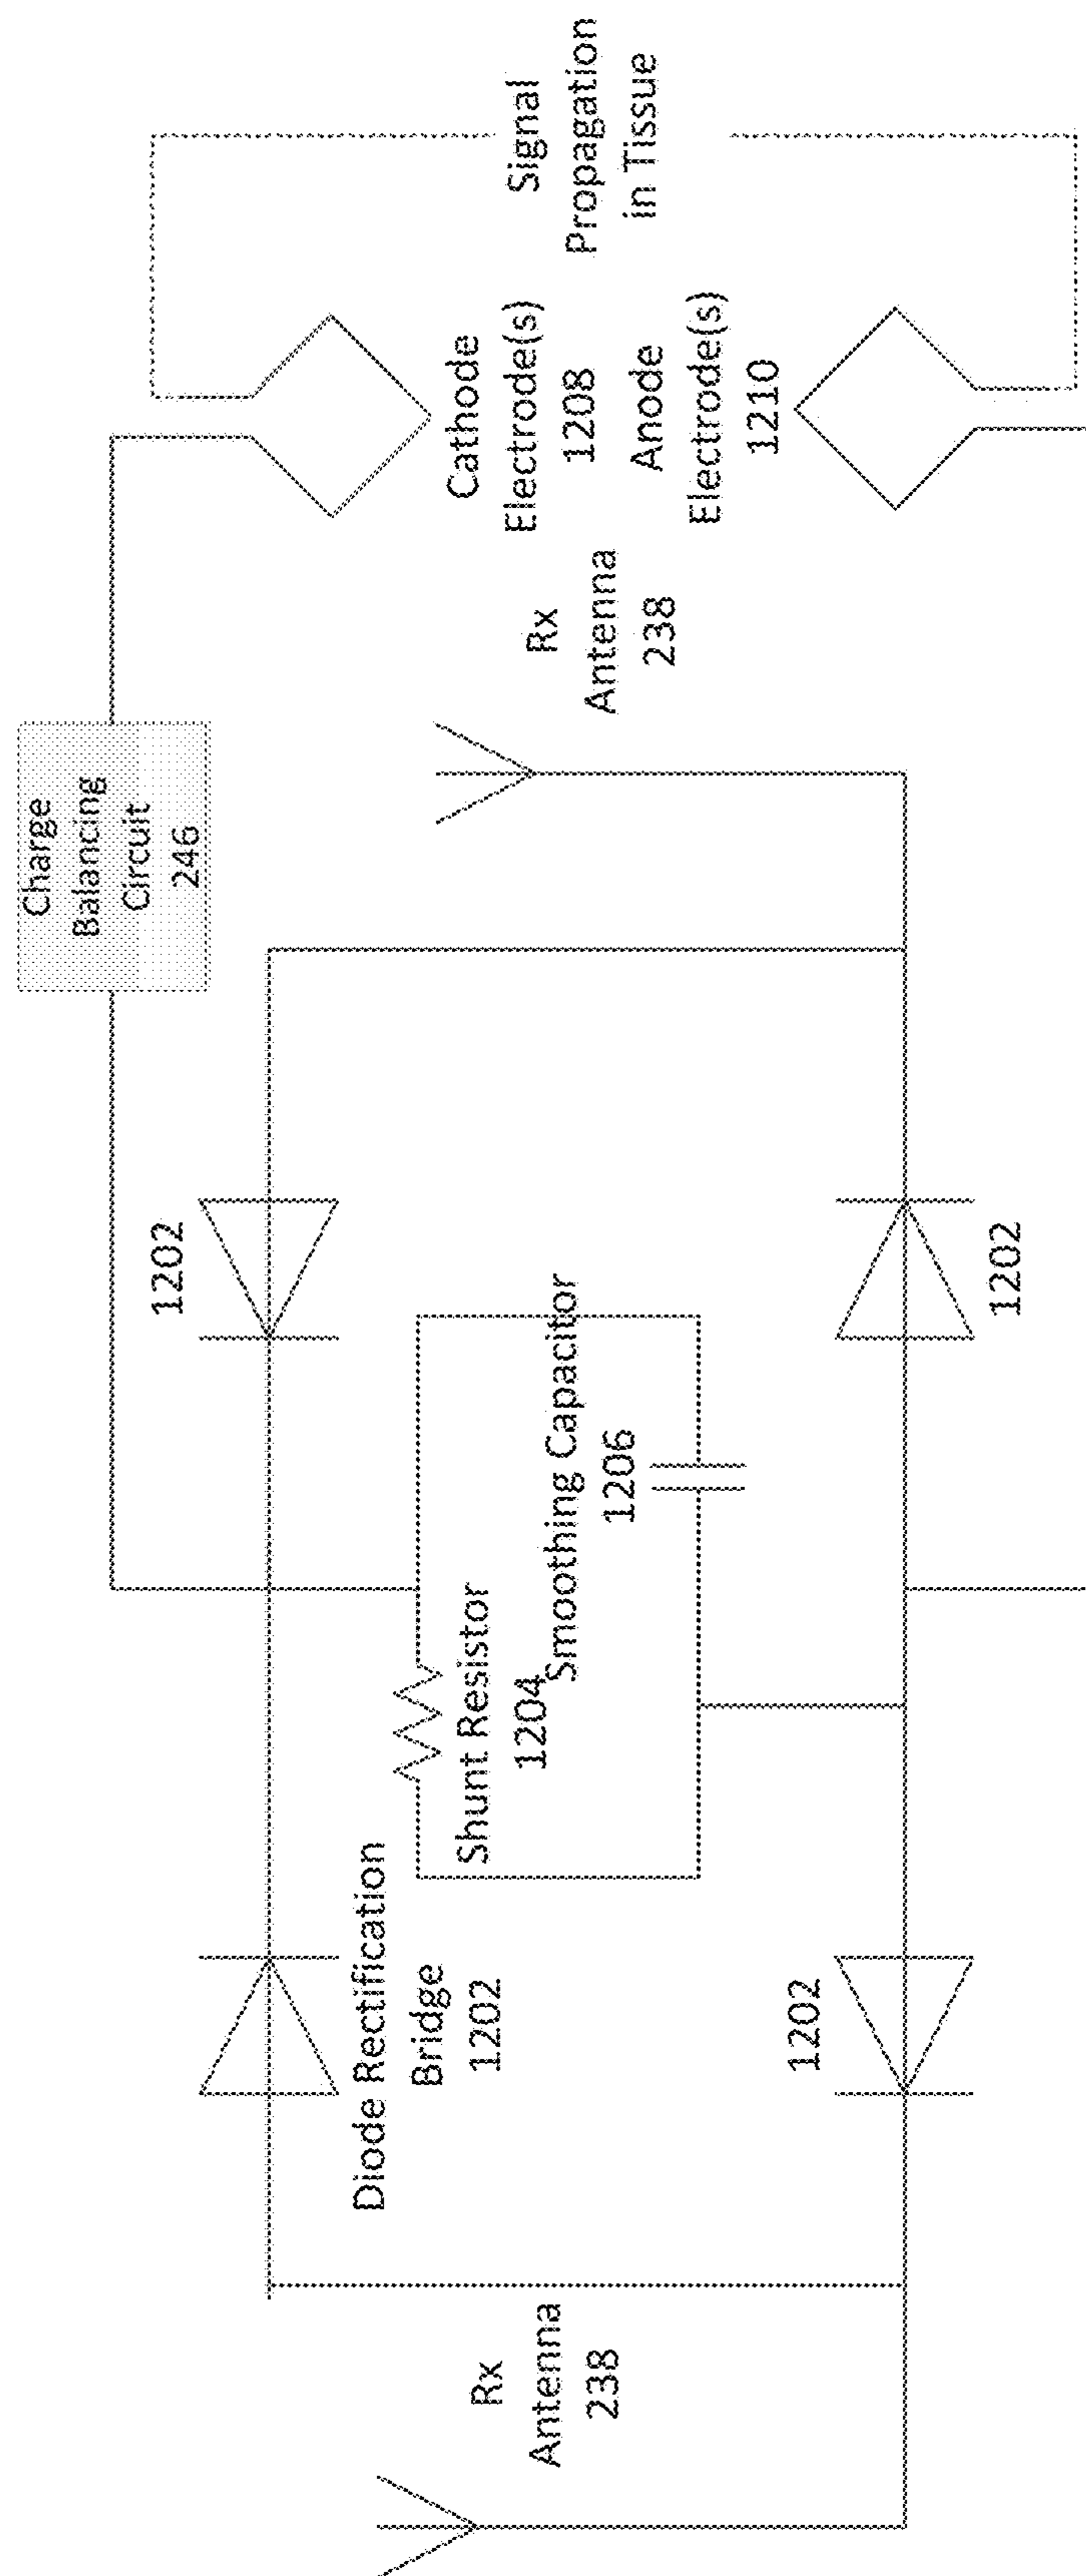 Charge
Balancing
Circuit
246
Signal
Propagation
in Tissue
Cathode
Electrode(s)
1208
Anode
Electrode(s)
1210
Rx
Antenna
238
1202
1202
Smoothing Capacitor
1206
Shunt Resistor
1204
Diode Rectification
Bridge
1202
1202
Rx
Antenna
238